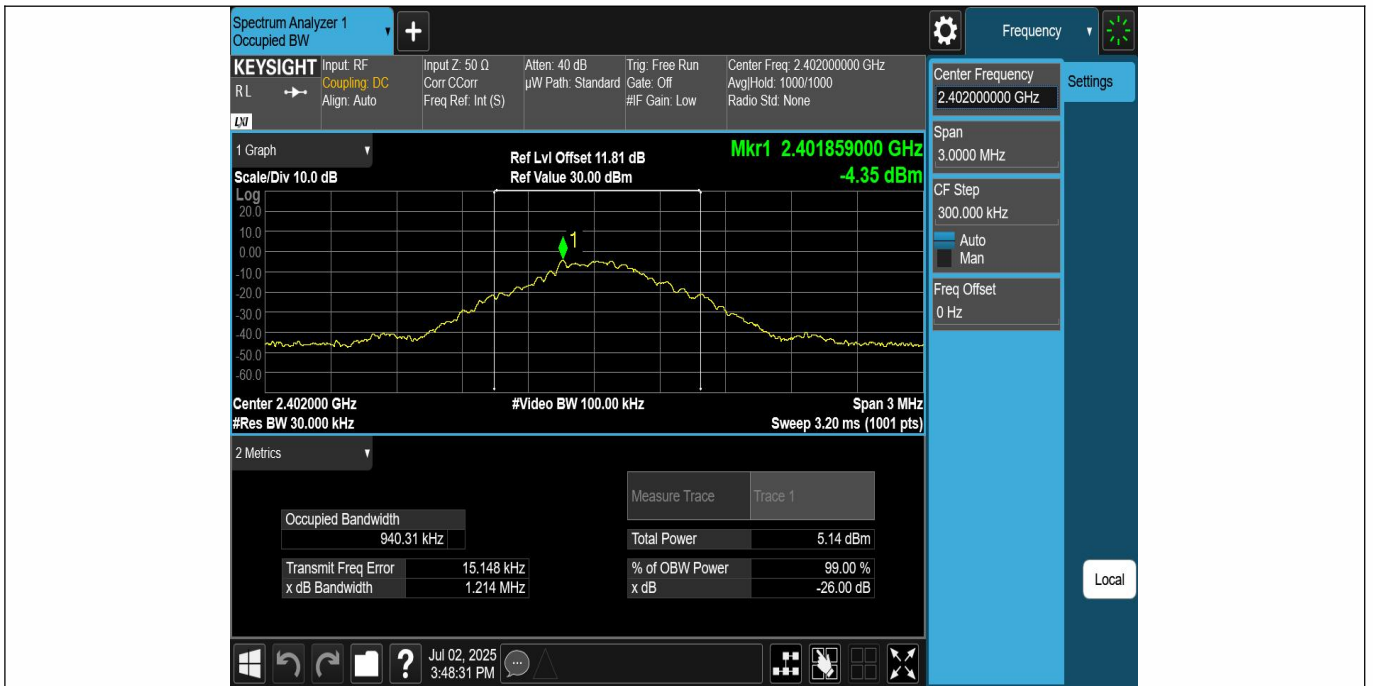 Spectrum Analyzer 1
Occupied BW
+
Frequency
KEYSIGHT
RL
LXI
Input: RF
Coupling: DC
Align: Auto
Input Z: 50 Ω
Corr CCorr
Freq Ref: Int (S)
Atten: 40 dB
µW Path: Standard
Trig: Free Run
Gate: Off
#IF Gain: Low
Center Freq: 2.402000000 GHz
Avg|Hold: 1000/1000
Radio Std: None
Center Frequency
2.402000000 GHz
Settings
Span
3.0000 MHz
CF Step
300.000 kHz
Auto
Man
Freq Offset
0 Hz
Local
1 Graph
Scale/Div 10.0 dB
Ref Lvl Offset 11.81 dB
Ref Value 30.00 dBm
Mkr1 2.401859000 GHz
-4.35 dBm
Log
20.0
10.0
0.00
-10.0
-20.0
-30.0
-40.0
-50.0
-60.0
1
Center 2.402000 GHz
#Video BW 100.00 kHz
Span 3 MHz
#Res BW 30.000 kHz
Sweep 3.20 ms (1001 pts)
2 Metrics
Measure Trace Trace 1
Occupied Bandwidth
940.31 kHz
Total Power 5.14 dBm
Transmit Freq Error 15.148 kHz
% of OBW Power 99.00 %
x dB Bandwidth 1.214 MHz
x dB -26.00 dB
?
Jul 02, 2025
3:48:31 PM